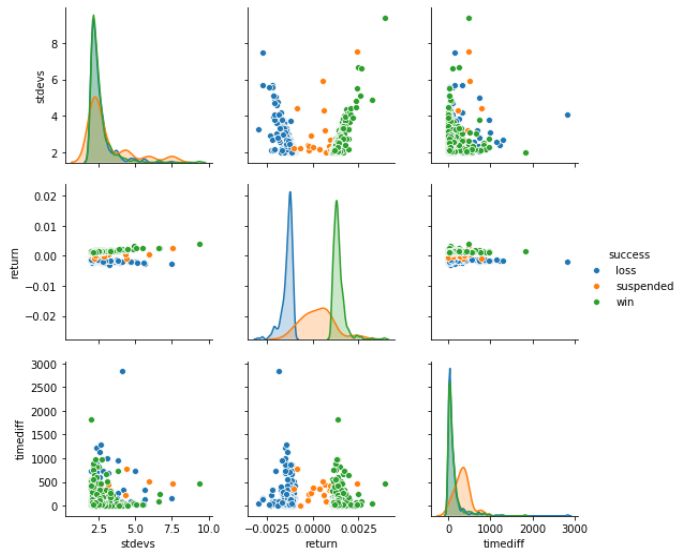 stdevs
8
6
4
2
return
0.02
0.01
0.00
−0.01
−0.02
success
loss
suspended
win
timediff
3000
2500
2000
1500
1000
500
0
2.5 5.0 7.5 10.0
stdevs
−0.0025 0.0000 0.0025
return
0 1000 2000 3000
timediff